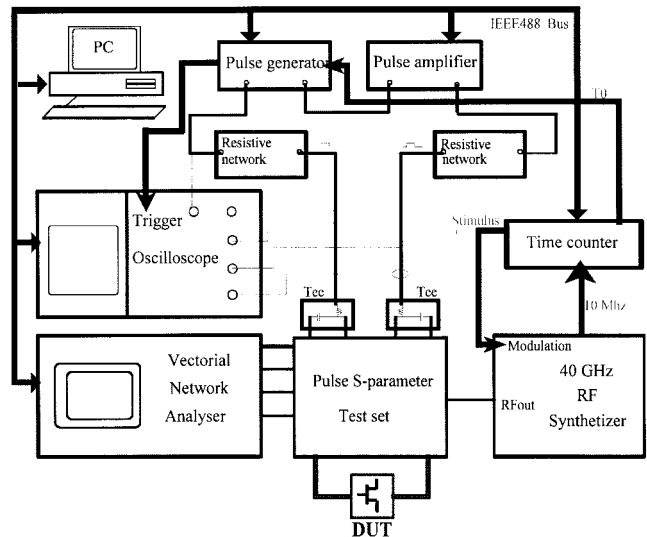 IEEE488 Bus
PC
Pulse generator
Pulse amplifier
T0
Resistive
network
Resistive
network
Trigger
Oscilloscope
Stimulus
Time counter
Tee
Tee
10 Mhz
Vectorial
Network
Analyser
Pulse S-parameter
Test set
Modulation
40 GHz
RF
Synthetizer
RFout
DUT